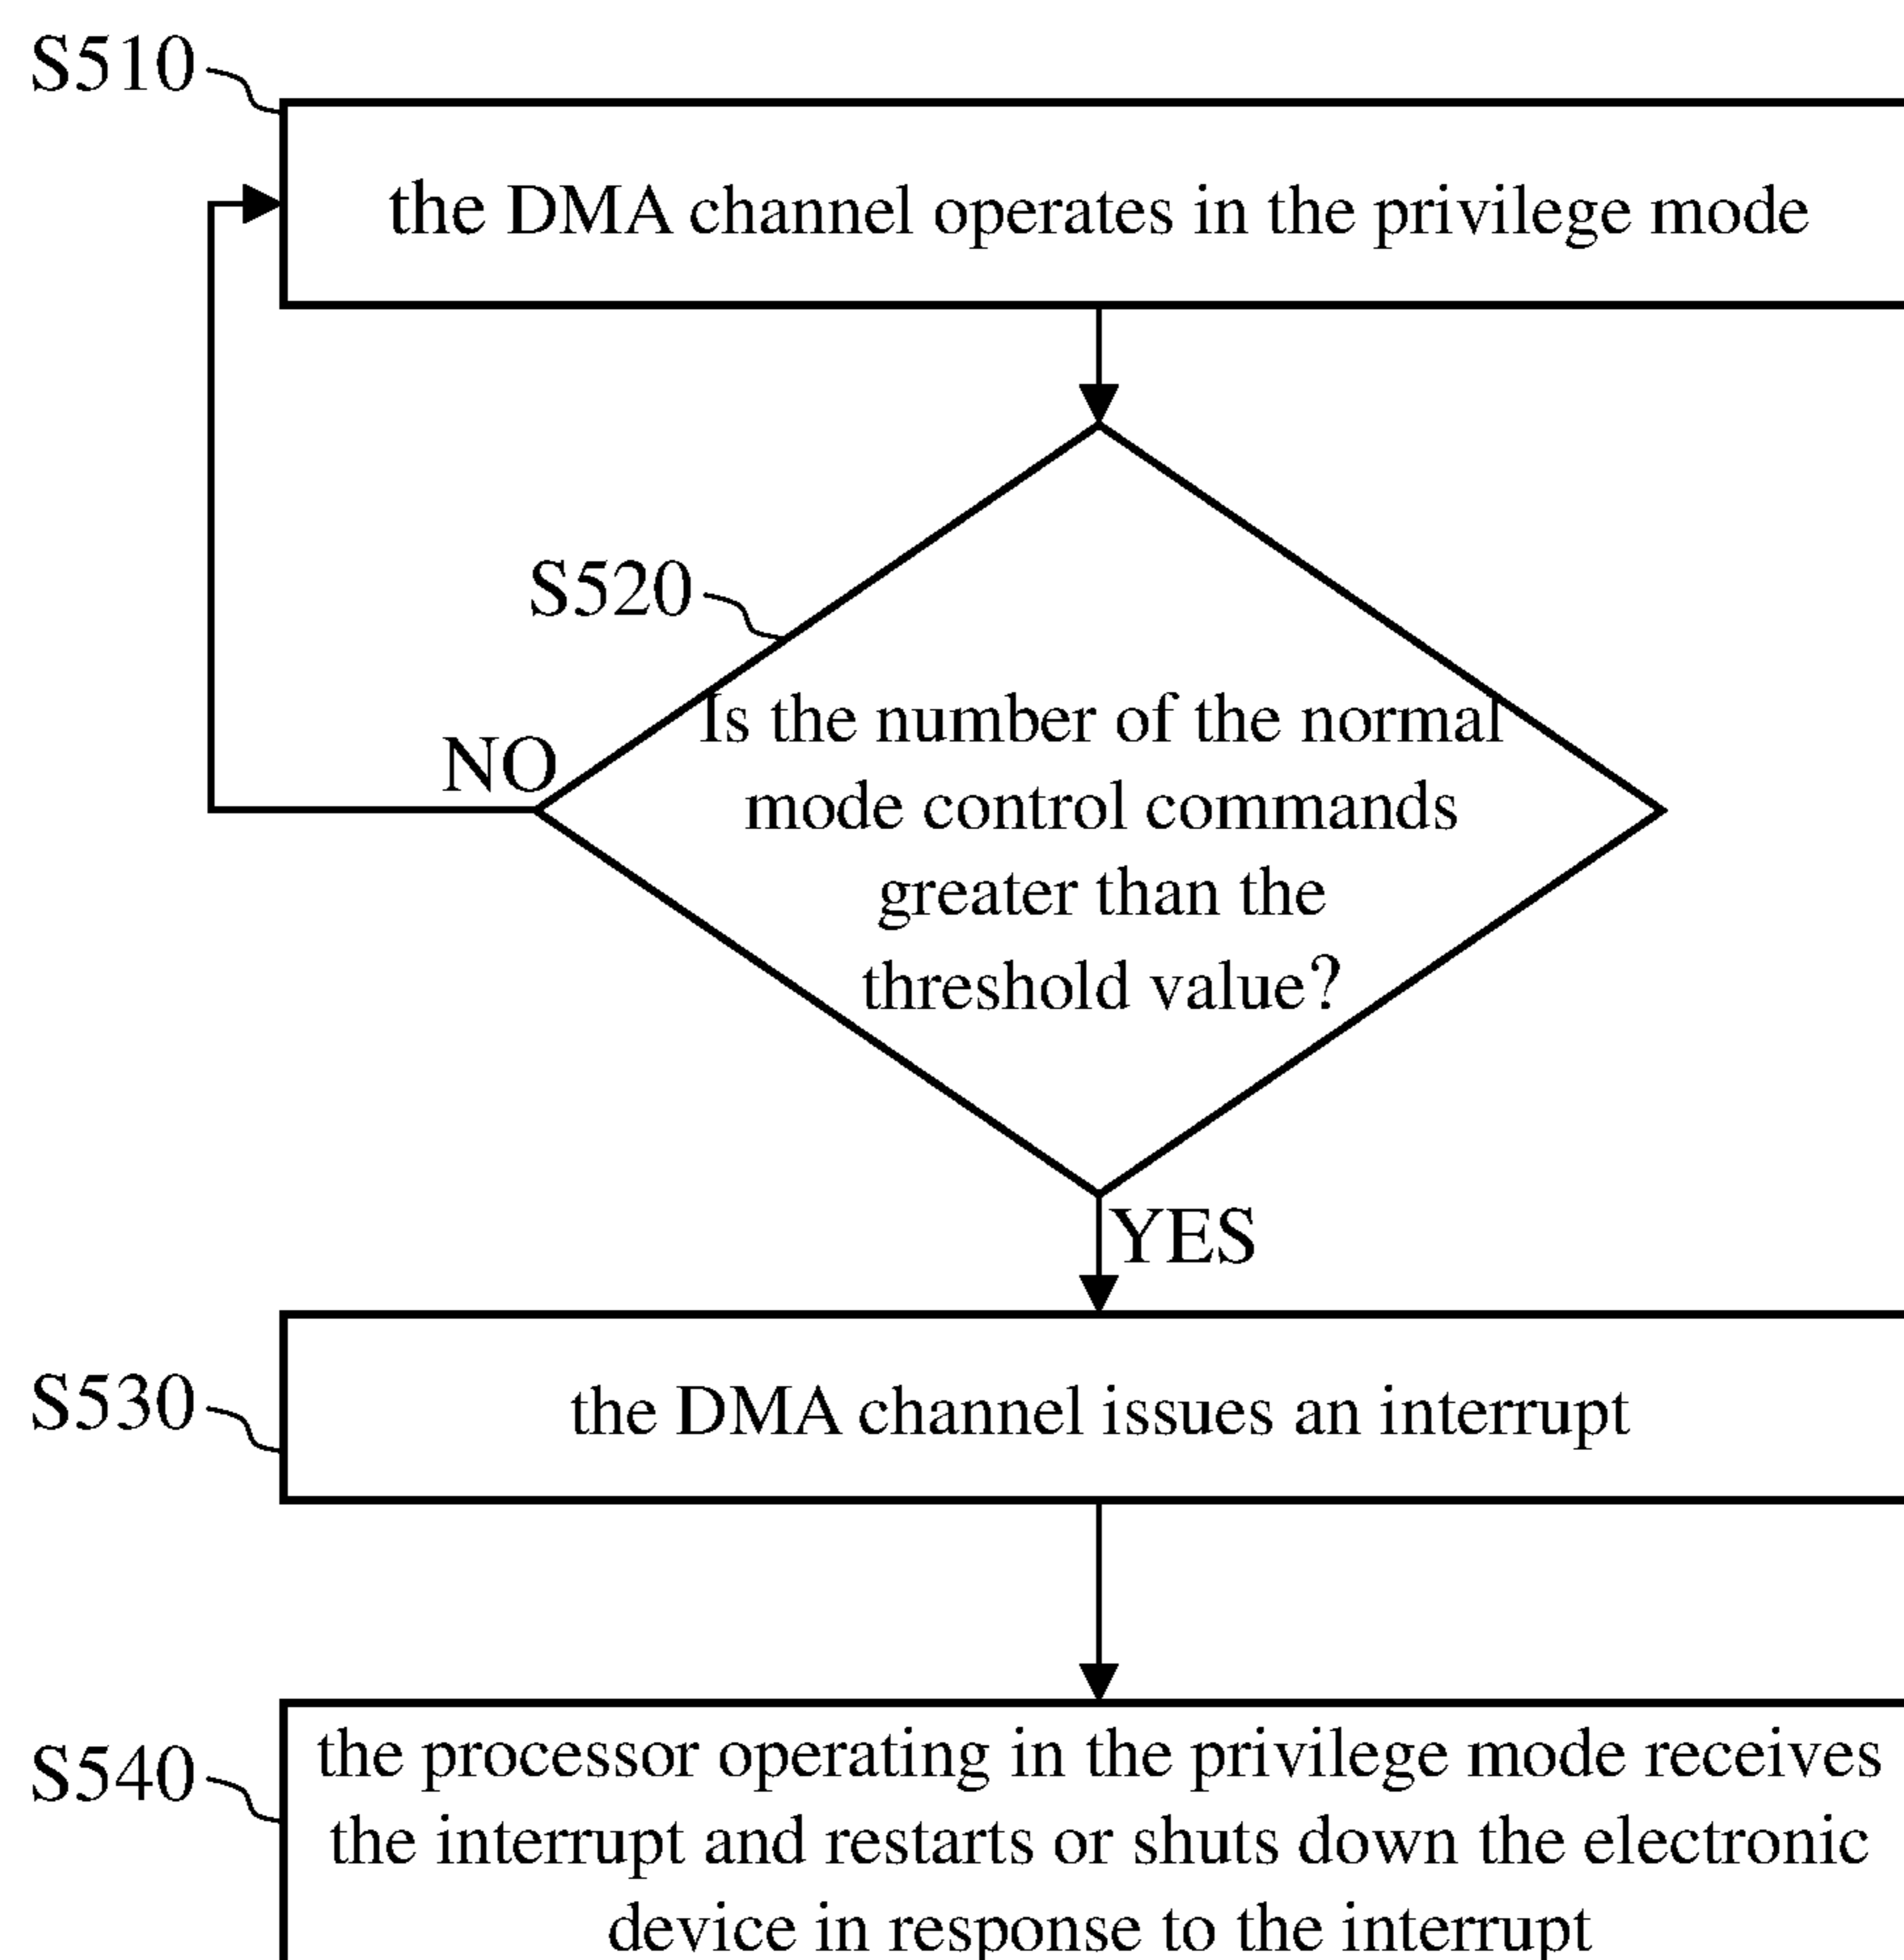 S510
the DMA channel operates in the privilege mode
S520
Is the number of the normal
mode control commands
greater than the
threshold value?
NO
YES
S530
the DMA channel issues an interrupt
S540
the processor operating in the privilege mode receives
the interrupt and restarts or shuts down the electronic
device in response to the interrupt